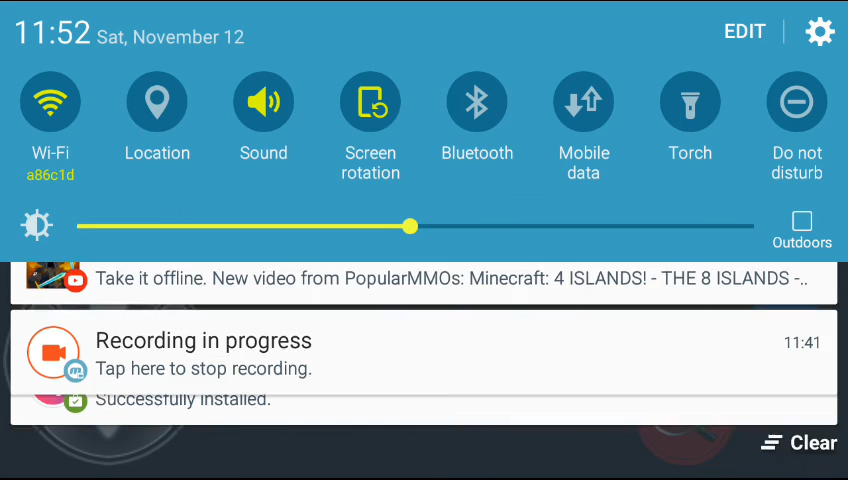 11:52 Sat, November 12
EDIT
Wi-Fi
a86c1d
Location
Sound
Screen
rotation
Bluetooth
Mobile
data
Torch
Do not
disturb
Outdoors
Take it offline. New video from PopularMMOs: Minecraft: 4 ISLANDS! - THE 8 ISLANDS -..
Recording in progress
11:41
Tap here to stop recording.
Successfully installed.
Clear